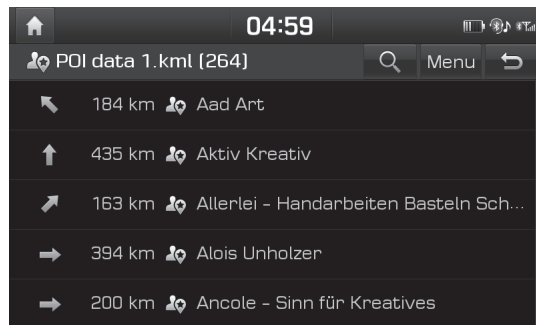 04:59
POI data 1.kml (264) Menu
184 km Aad Art
435 km Aktiv Kreativ
163 km Allerlei - Handarbeiten Basteln Sch...
394 km Alois Unholzer
200 km Ancole - Sinn für Kreatives